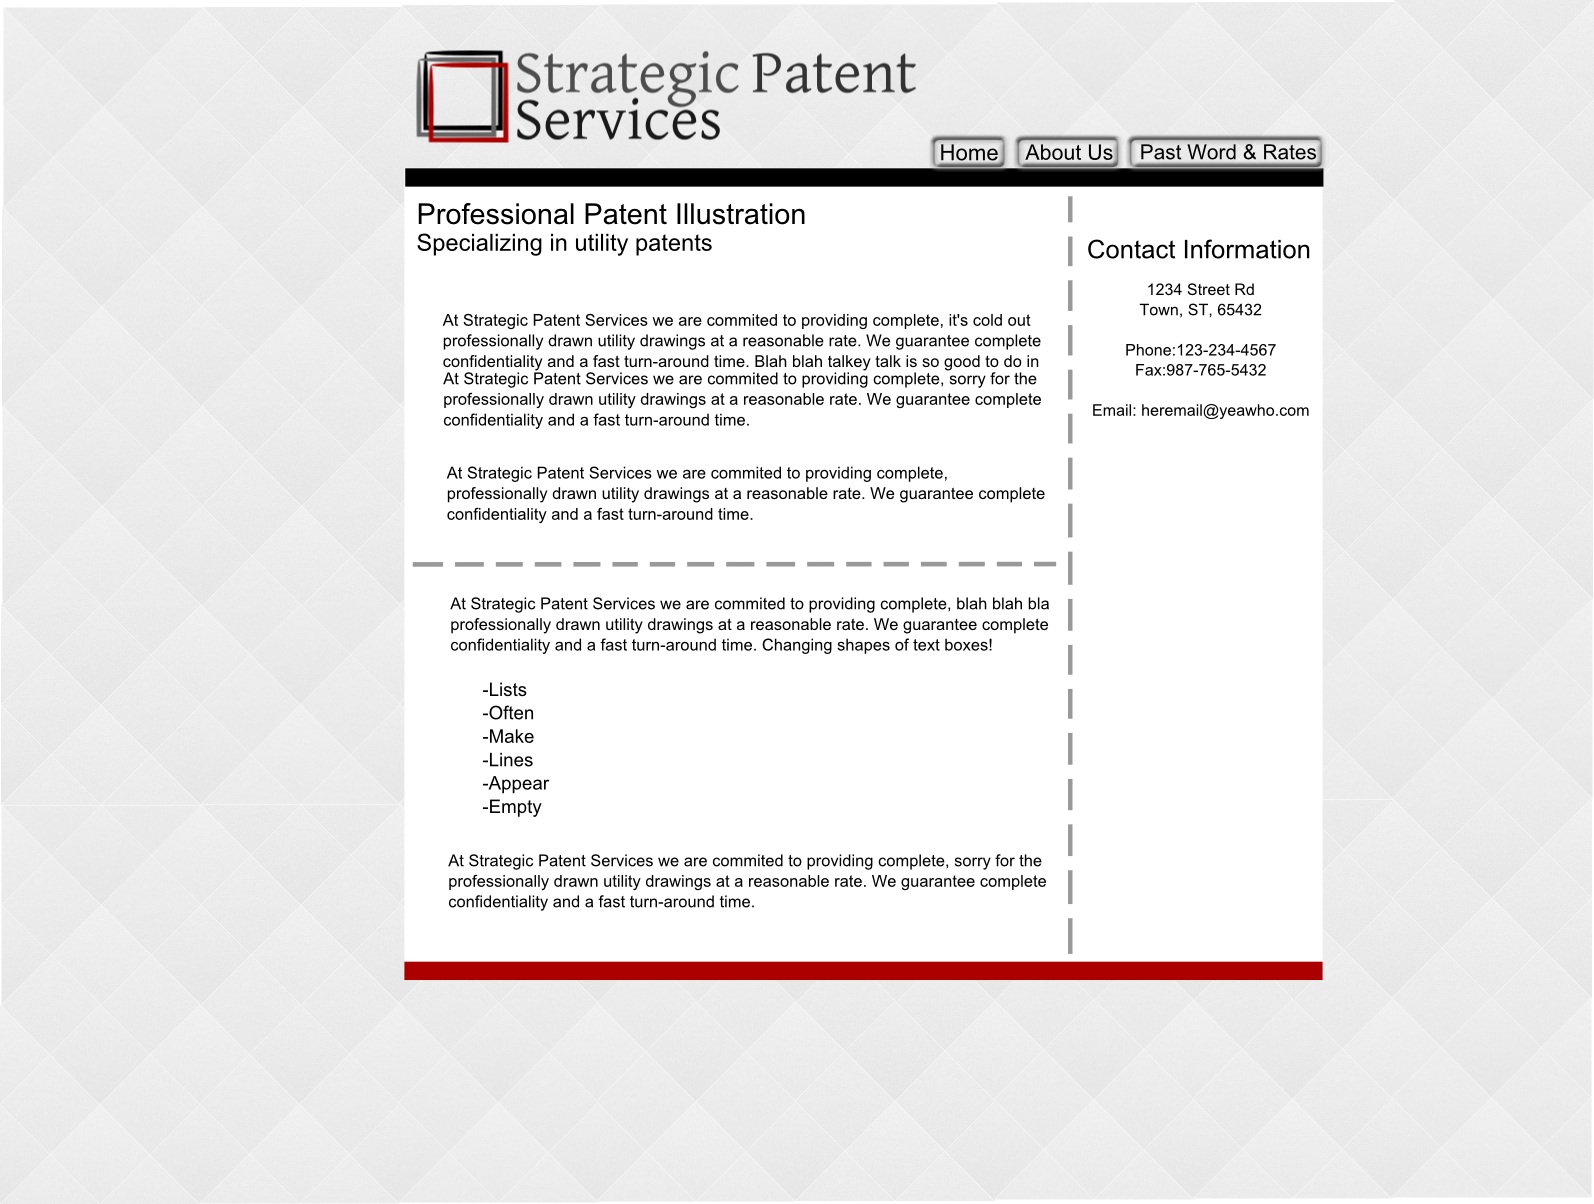 Strategic Patent
Services
Home
About Us
Past Word & Rates
Professional Patent Illustration
Specializing in utility patents
At Strategic Patent Services we are commited to providing complete, it's cold out
professionally drawn utility drawings at a reasonable rate. We guarantee complete
confidentiality and a fast turn-around time. Blah blah talkey talk is so good to do in
At Strategic Patent Services we are commited to providing complete, sorry for the
professionally drawn utility drawings at a reasonable rate. We guarantee complete
confidentiality and a fast turn-around time.
At Strategic Patent Services we are commited to providing complete,
professionally drawn utility drawings at a reasonable rate. We guarantee complete
confidentiality and a fast turn-around time.
At Strategic Patent Services we are commited to providing complete, blah blah bla
professionally drawn utility drawings at a reasonable rate. We guarantee complete
confidentiality and a fast turn-around time. Changing shapes of text boxes!
-Lists
-Often
-Make
-Lines
-Appear
-Empty
At Strategic Patent Services we are commited to providing complete, sorry for the
professionally drawn utility drawings at a reasonable rate. We guarantee complete
confidentiality and a fast turn-around time.
Contact Information
1234 Street Rd
Town, ST, 65432
Phone:123-234-4567
Fax:987-765-5432
Email: heremail@yeawho.com